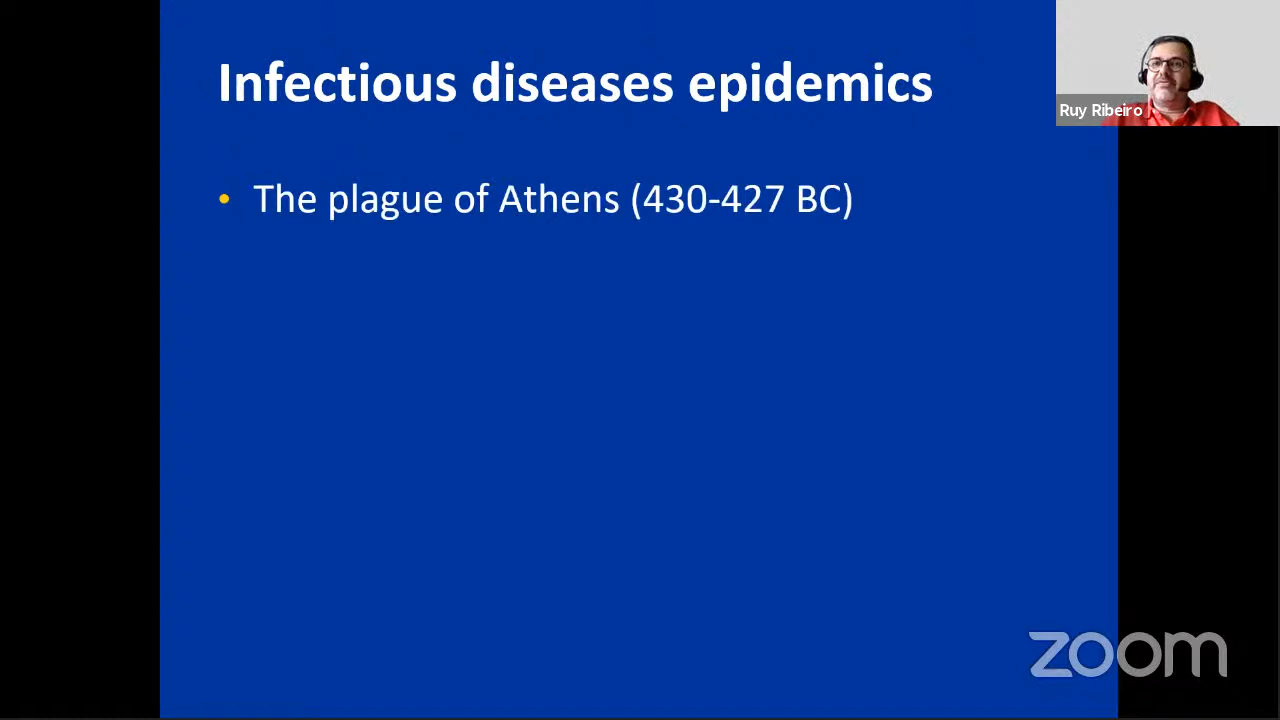 Infectious diseases epidemics
Ruy Ribeiro
• The plague of Athens (430-427 BC)
zoom